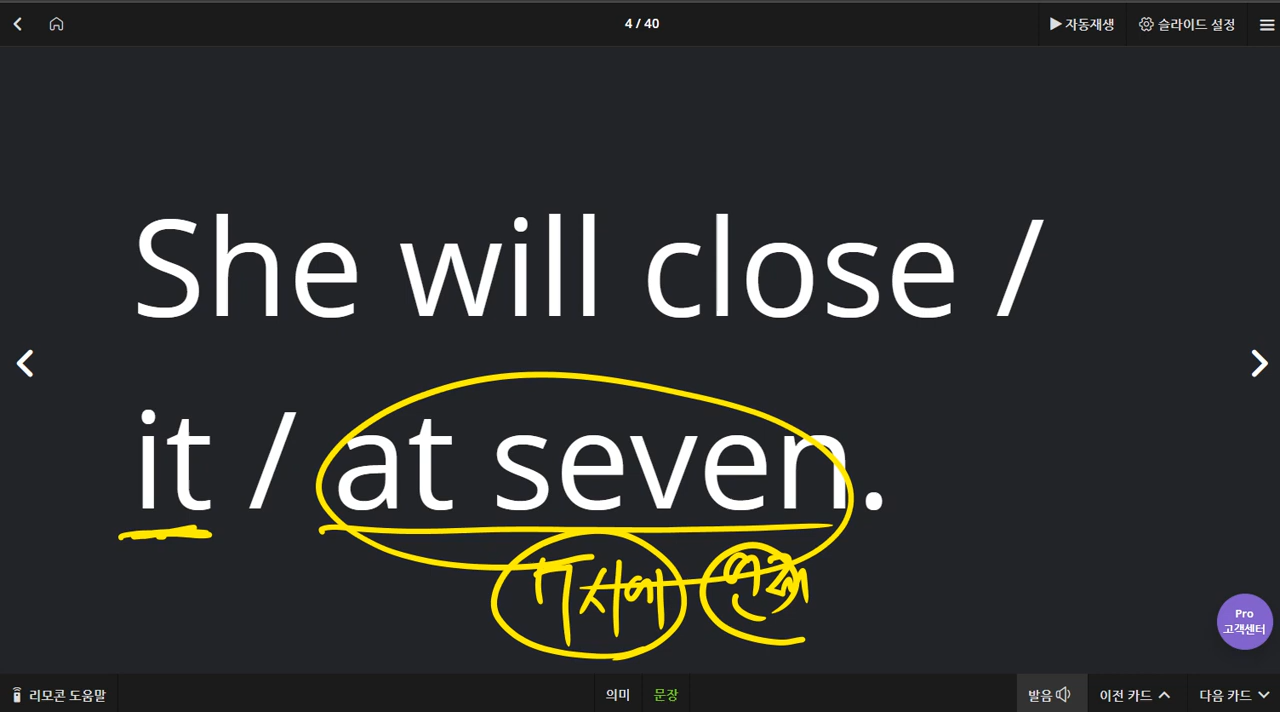 4 / 40
자동재생
슬라이드 설정
She will close /
it / at seven.
7시에
Pro
고객센터
리모콘 도움말
의미
문장
발음
이전 카드
다음 카드